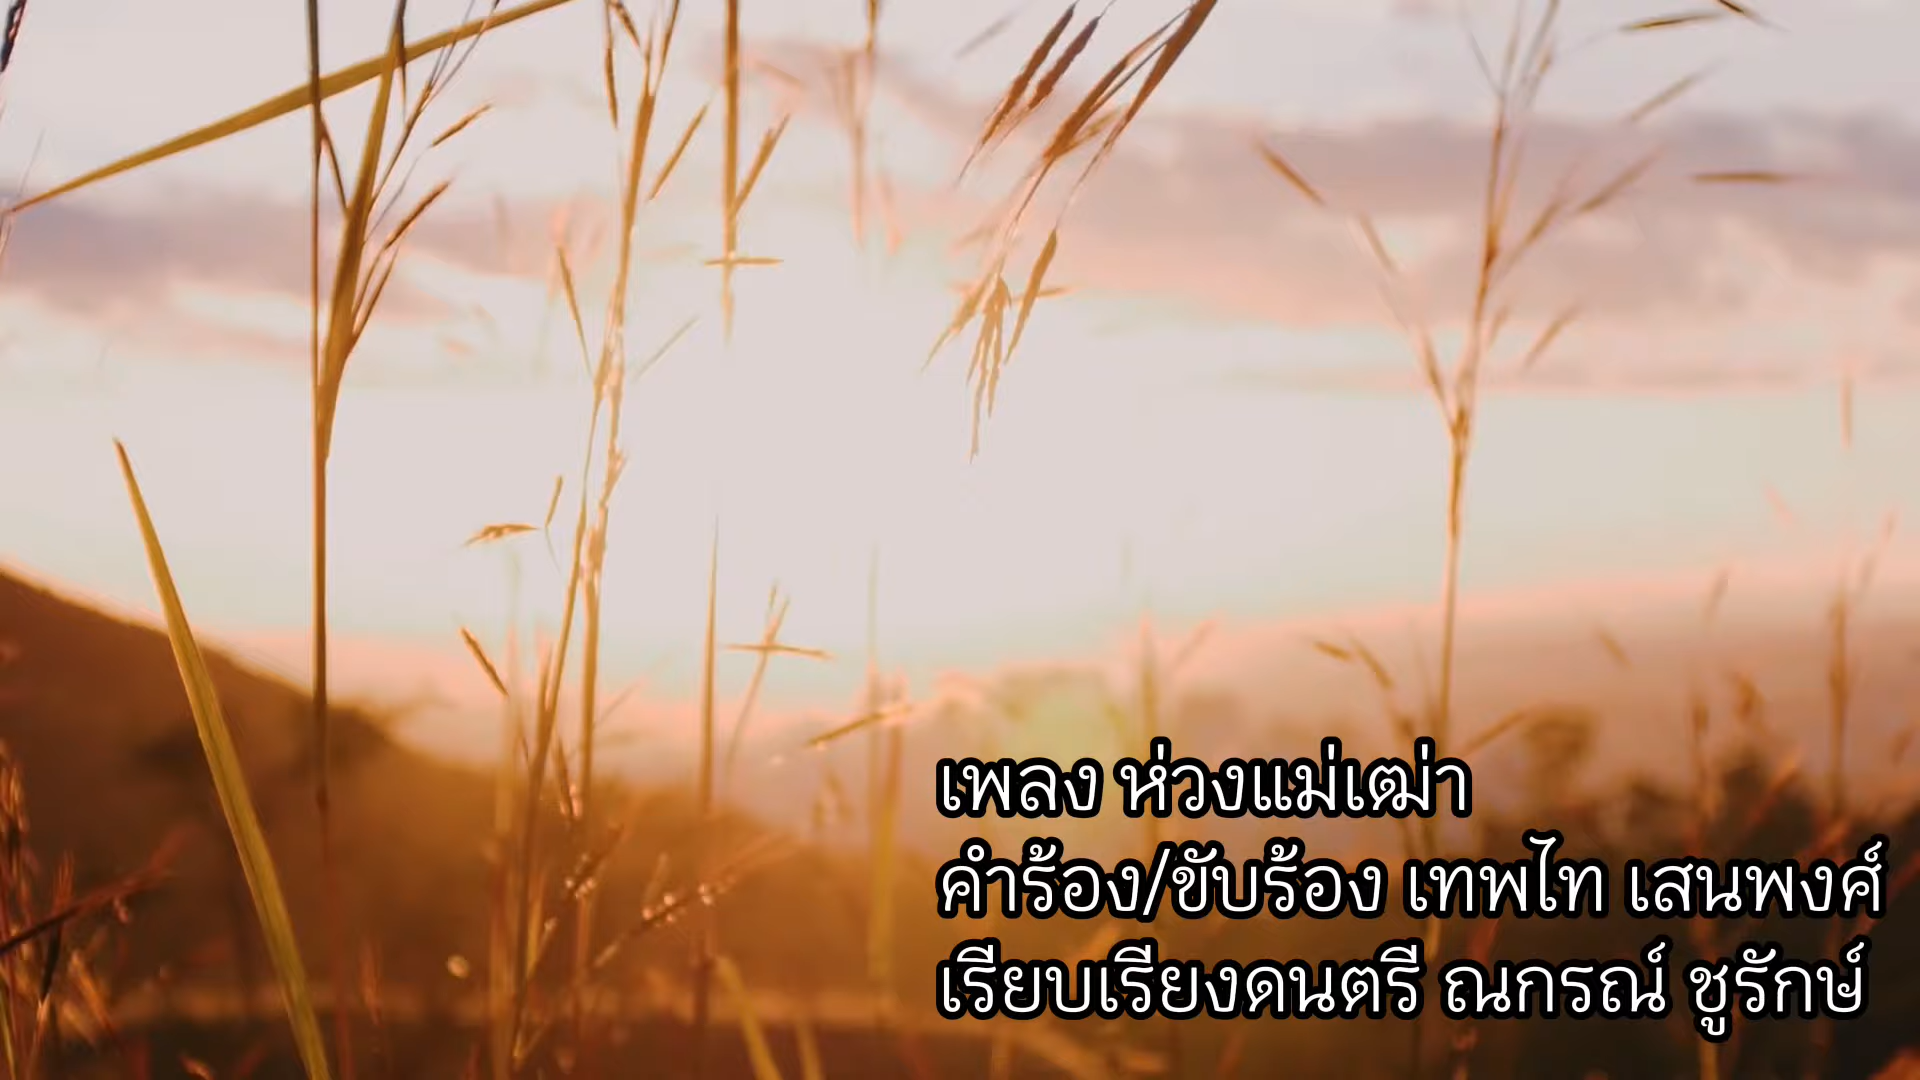 เพลง ห่วงแม่เฒ่า
คำร้อง/ขับร้อง เทพไท เสนพงศ์
เรียบเรียงดนตรี ณกรณ์ ชูรักษ์